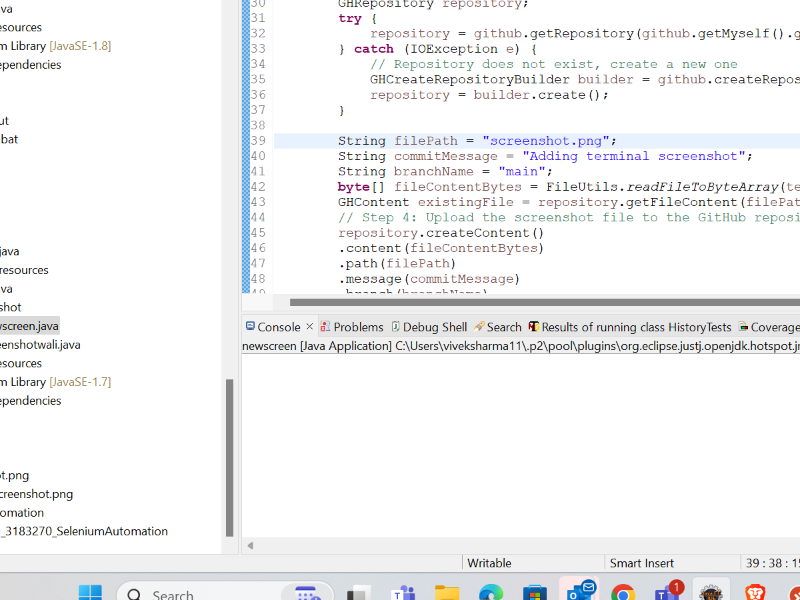 va
esources
m Library [JavaSE-1.8]
ependencies
ut
bat
java
resources
va
shot
wscreen.java
eenshotwali.java
esources
m Library [JavaSE-1.7]
ependencies
ot.png
creenshot.png
omation
_3183270_SeleniumAutomation
30 GHRepository repository;
31 try {
32 repository = github.getRepository(github.getMyself().g
33 } catch (IOException e) {
34 // Repository does not exist, create a new one
35 GHCreateRepositoryBuilder builder = github.createRepos
36 repository = builder.create();
37 }
38
39 String filePath = "screenshot.png";
40 String commitMessage = "Adding terminal screenshot";
41 String branchName = "main";
42 byte[] fileContentBytes = FileUtils.readFileToByteArray(te
43 GHContent existingFile = repository.getFileContent(filePat
44 // Step 4: Upload the screenshot file to the GitHub reposi
45 repository.createContent()
46 .content(fileContentBytes)
47 .path(filePath)
48 .message(commitMessage)
49 .branch(branchName)
Console Problems Debug Shell Search Results of running class HistoryTests Coverage
newscreen [Java Application] C:\Users\viveksharma11\.p2\pool\plugins\org.eclipse.justj.openjdk.hotspot.jr
Writable Smart Insert 39 : 38 : 15
Search 1